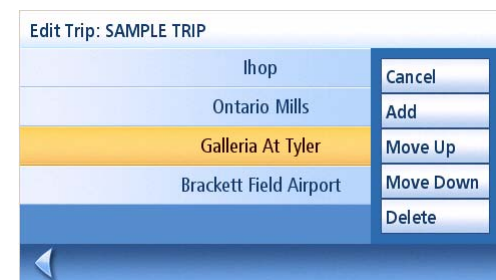 Edit Trip: SAMPLE TRIP
Ihop
Ontario Mills
Galleria At Tyler
Brackett Field Airport
Cancel
Add
Move Up
Move Down
Delete